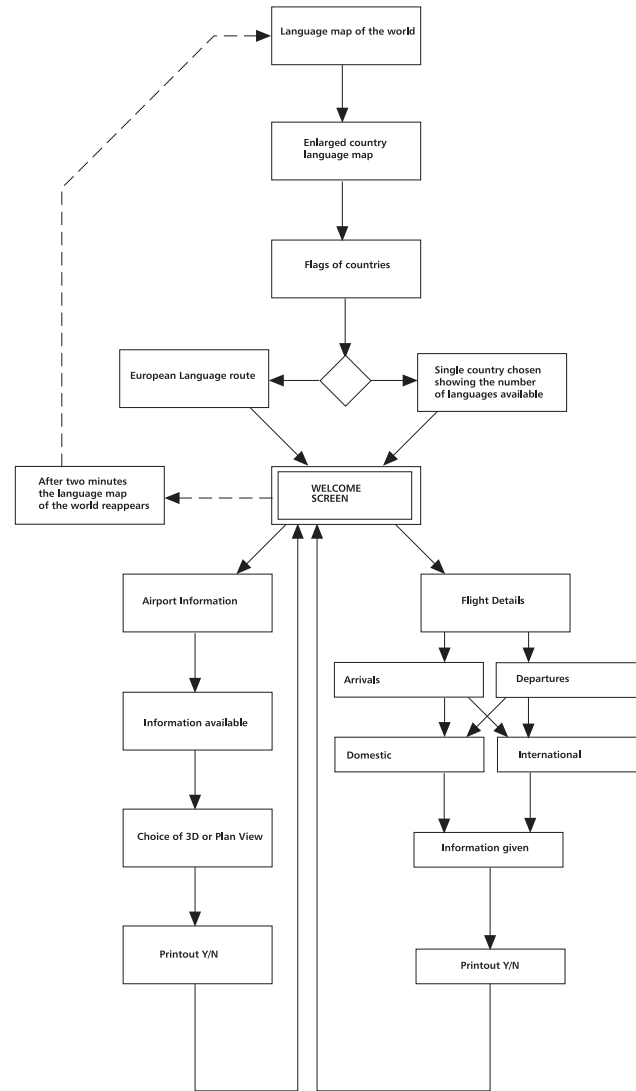 Language map of the world
Enlarged country
language map
Flags of countries
European Language route
Single country chosen
showing the number
of languages available
After two minutes
the language map
of the world reappears
WELCOME
SCREEN
Airport Information
Flight Details
Arrivals
Departures
Information available
Domestic
International
Choice of 3D or Plan View
Information given
Printout Y/N
Printout Y/N